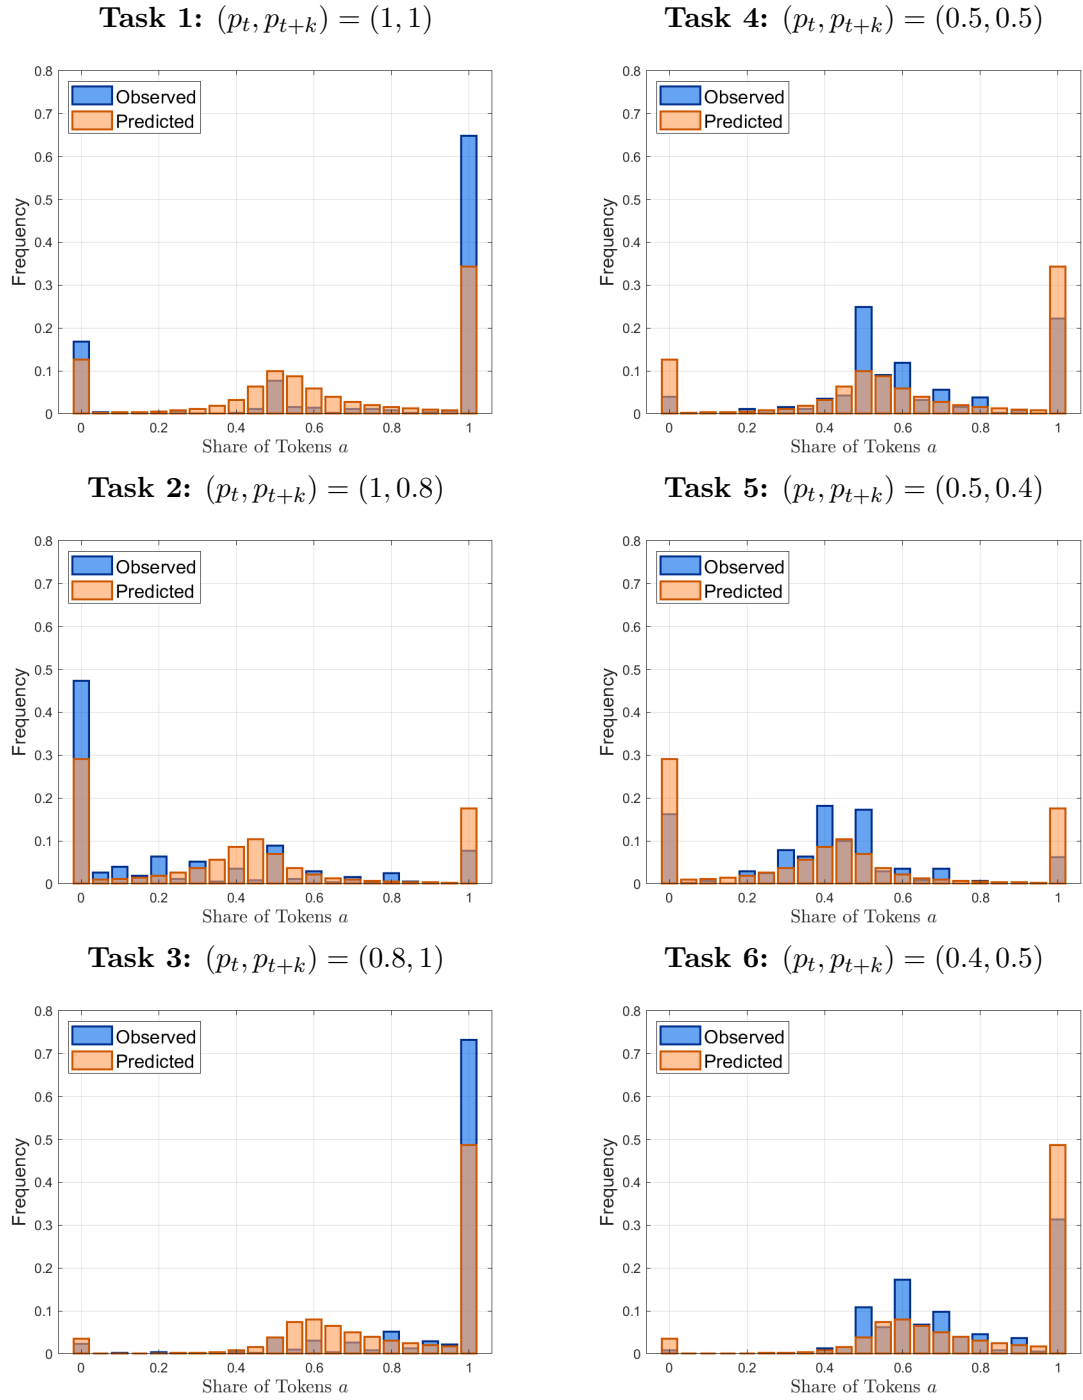 Task 1: (p_t, p_{t+k}) = (1, 1)
0.8
0.7
0.6
0.5
0.4
0.3
0.2
0.1
0
Frequency
Observed
Predicted
0 0.2 0.4 0.6 0.8 1
Share of Tokens a
Task 4: (p_t, p_{t+k}) = (0.5, 0.5)
0.8
0.7
0.6
0.5
0.4
0.3
0.2
0.1
0
Frequency
Observed
Predicted
0 0.2 0.4 0.6 0.8 1
Share of Tokens a
Task 2: (p_t, p_{t+k}) = (1, 0.8)
0.8
0.7
0.6
0.5
0.4
0.3
0.2
0.1
0
Frequency
Observed
Predicted
0 0.2 0.4 0.6 0.8 1
Share of Tokens a
Task 5: (p_t, p_{t+k}) = (0.5, 0.4)
0.8
0.7
0.6
0.5
0.4
0.3
0.2
0.1
0
Frequency
Observed
Predicted
0 0.2 0.4 0.6 0.8 1
Share of Tokens a
Task 3: (p_t, p_{t+k}) = (0.8, 1)
0.8
0.7
0.6
0.5
0.4
0.3
0.2
0.1
0
Frequency
Observed
Predicted
0 0.2 0.4 0.6 0.8 1
Share of Tokens a
Task 6: (p_t, p_{t+k}) = (0.4, 0.5)
0.8
0.7
0.6
0.5
0.4
0.3
0.2
0.1
0
Frequency
Observed
Predicted
0 0.2 0.4 0.6 0.8 1
Share of Tokens a